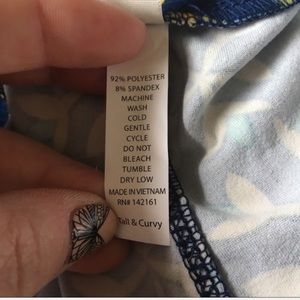 92% POLYESTER
8% SPANDEX
MACHINE
WASH
COLD
GENTLE
CYCLE
DO NOT
BLEACH
TUMBLE
DRY LOW
MADE IN VIETNAM
RN# 142161
Tall & Curvy